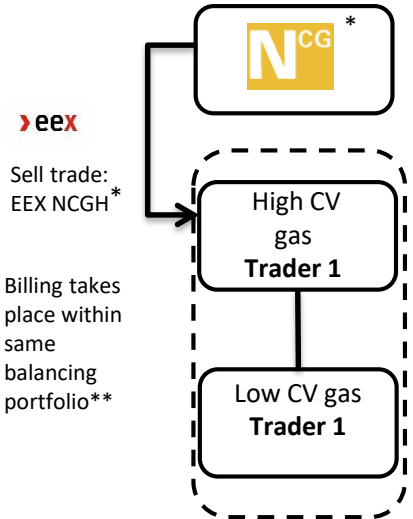 NCG
*
>eex
Sell trade:
EEX NCGH*
High CV
gas
Trader 1
Billing takes
place within
same
balancing
portfolio**
Low CV gas
Trader 1